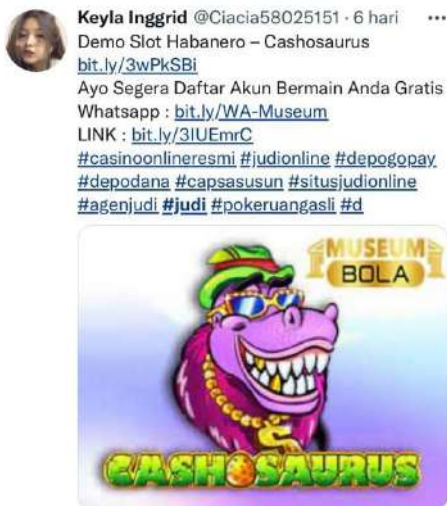 Keyla Inggrid @Ciacia58025151 · 6 hari ···
Demo Slot Habanero – Cashosaurus
bit.ly/3wPkSBi
Ayo Segera Daftar Akun Bermain Anda Gratis
Whatsapp : bit.ly/WA-Museum
LINK : bit.ly/3IUEmrC
#casinoonlineresmi #judionline #depogopay
#depodana #capsasusun #situsjudionline
#agenjudi #judi #pokeruangasli #d
MUSEUM
BOLA
$
CASHOSAURUS